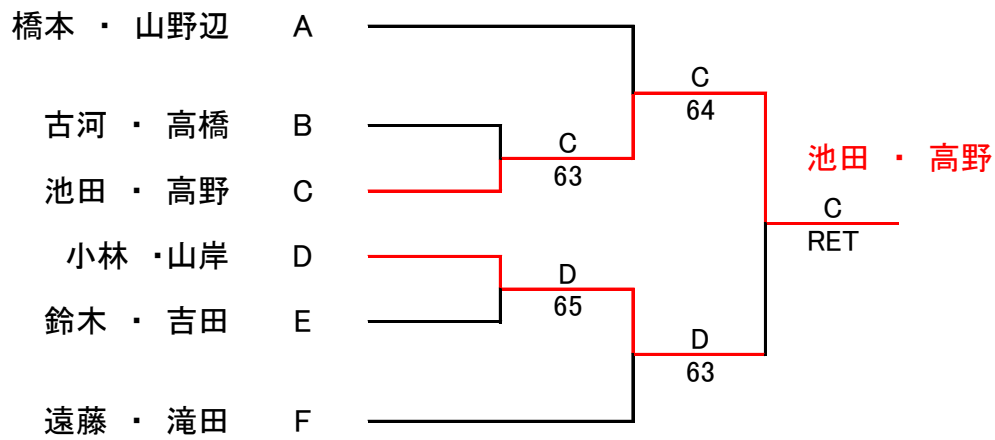 橋本 ・ 山野辺 A
C
64
古河 ・ 高橋 B
C
63
池田 ・ 高野
池田 ・ 高野 C
C
RET
小林 ・山岸 D
D
65
鈴木 ・ 吉田 E
D
63
遠藤 ・ 滝田 F